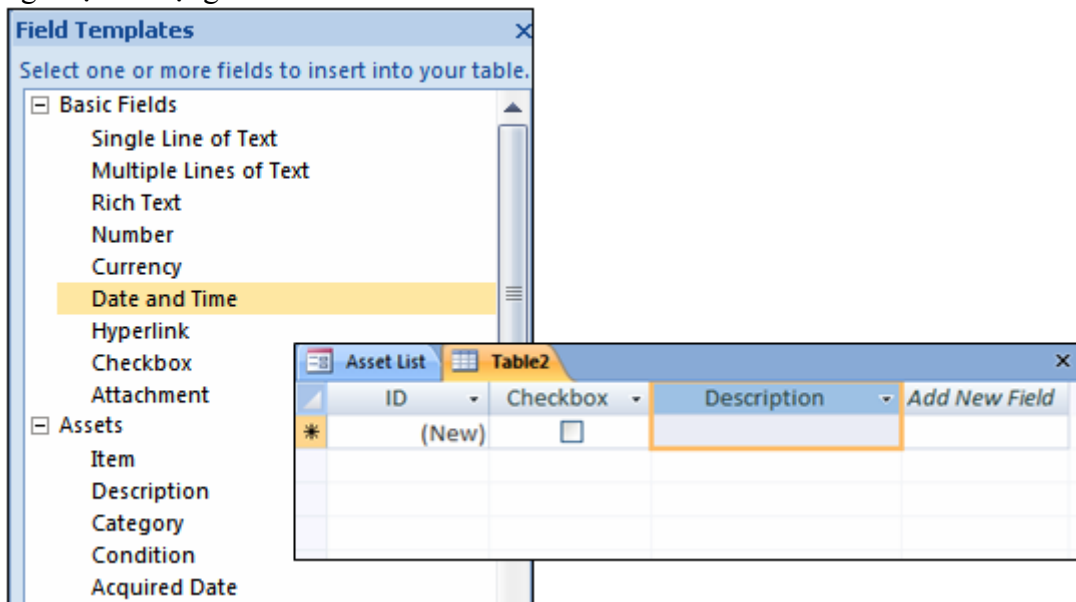 Field Templates
Select one or more fields to insert into your table.
Basic Fields
Single Line of Text
Multiple Lines of Text
Rich Text
Number
Currency
Date and Time
Hyperlink
Checkbox
Attachment
Assets
Item
Description
Category
Condition
Acquired Date
Asset List Table2
ID Checkbox Description Add New Field
(New)